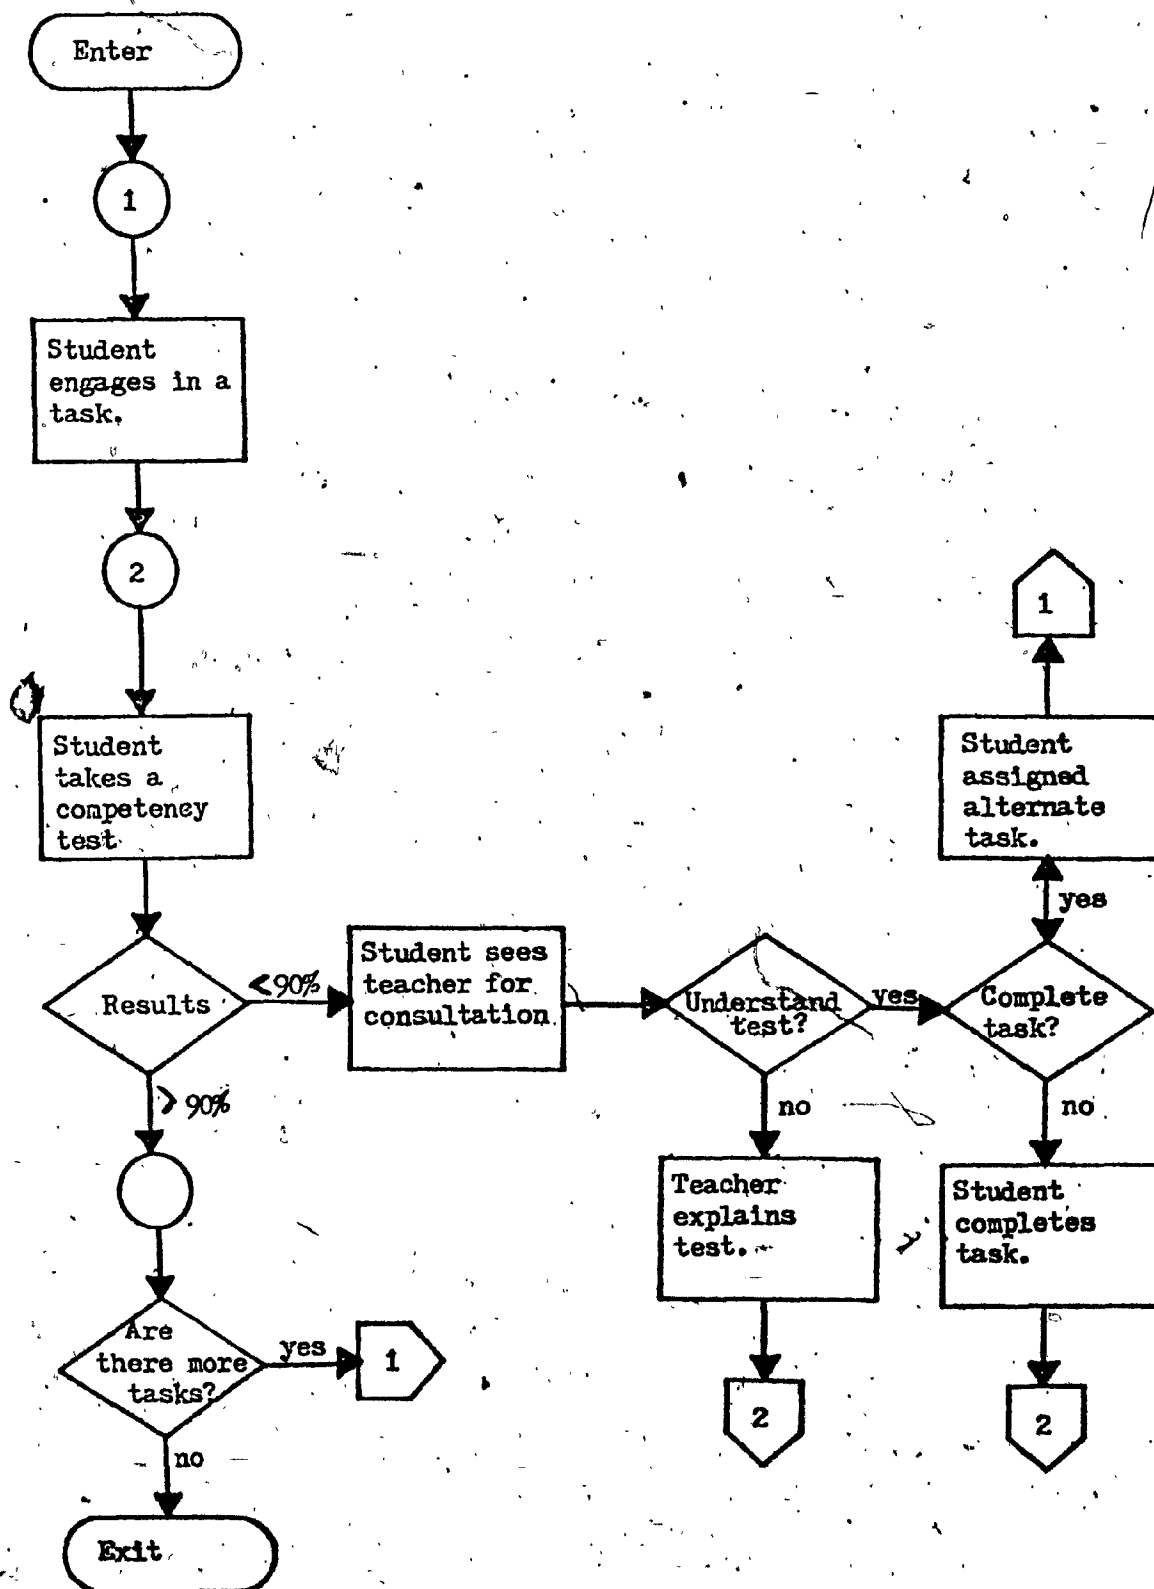 Enter
1
Student
engages in a
task.
2
1
Student
takes a
competency
test
Student
assigned
alternate
task.
yes
Results
<90%
Student sees
teacher for
consultation
Understand
test?
yes
Complete
task?
> 90%
no
no
Teacher
explains
test.
Student
completes
task.
Are
there more
tasks?
yes
1
2
2
no
Exit